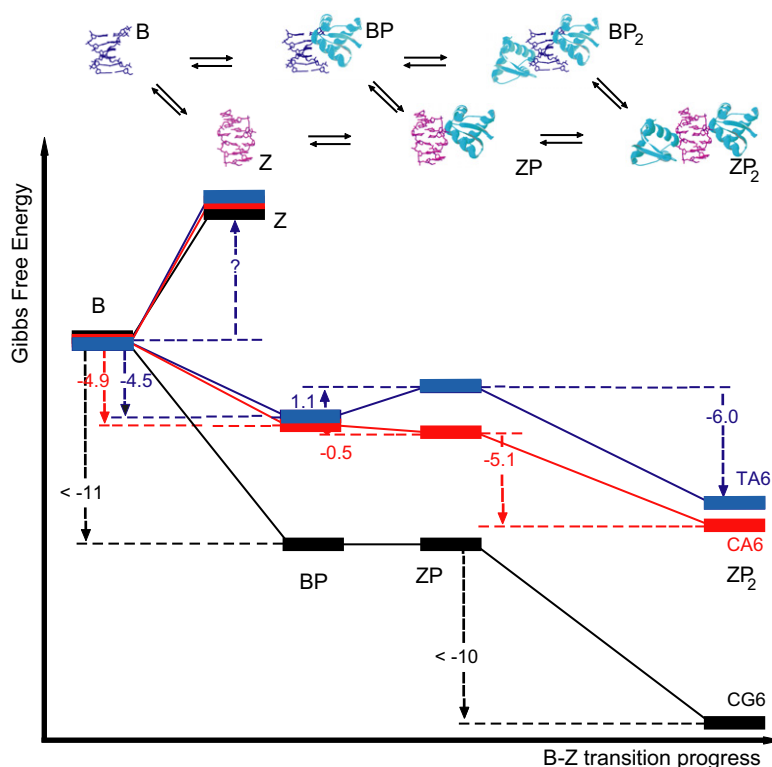 B
BP
BP2
Z
ZP
ZP2
Gibbs Free Energy
Z
?
B
-4.9
-4.5
1.1
-6.0
-0.5
-5.1
TA6
< -11
CA6
BP
ZP
ZP2
< -10
CG6
B-Z transition progress